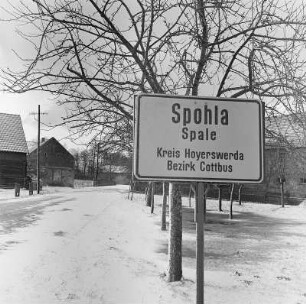 Spohla
Spale
Kreis Hoyerswerda
Bezirk Cottbus